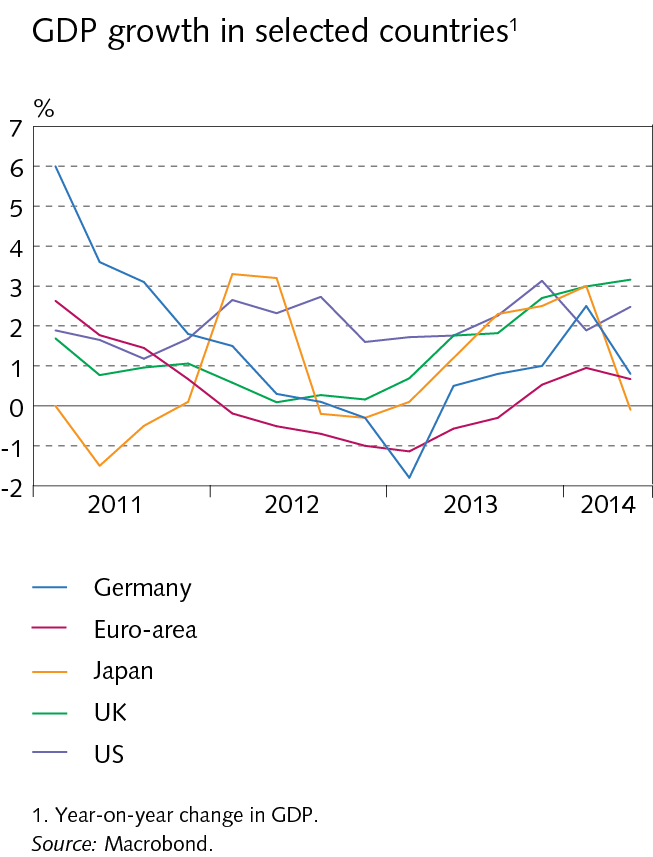 GDP growth in selected countries¹
%
7
6
5
4
3
2
1
0
-1
-2
2011 2012 2013 2014
Germany
Euro-area
Japan
UK
US
1. Year-on-year change in GDP.
Source: Macrobond.